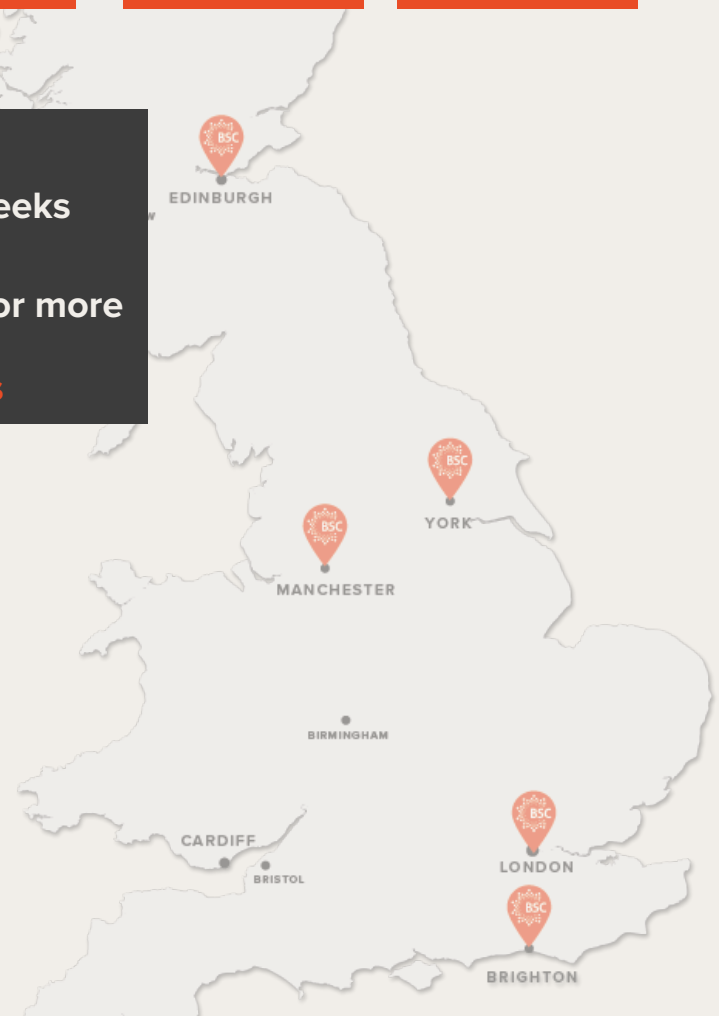 BSC
EDINBURGH
eeks
w
or more
s
BSC
YORK
BSC
MANCHESTER
BIRMINGHAM
BSC
CARDIFF
LONDON
BRISTOL
BSC
BRIGHTON